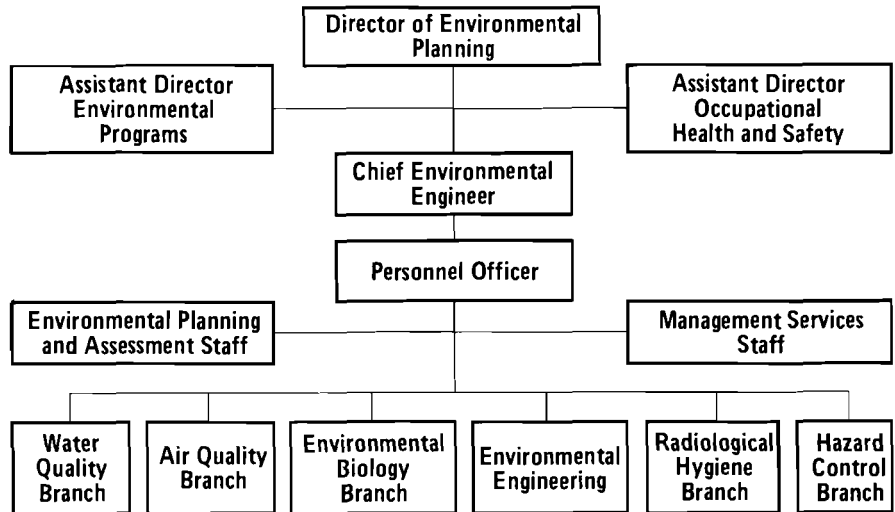 Director of Environmental
Planning
Assistant Director
Environmental
Programs
Assistant Director
Occupational
Health and Safety
Chief Environmental
Engineer
Personnel Officer
Environmental Planning
and Assessment Staff
Management Services
Staff
Water
Quality
Branch
Air Quality
Branch
Environmental
Biology
Branch
Environmental
Engineering
Radiological
Hygiene
Branch
Hazard
Control
Branch